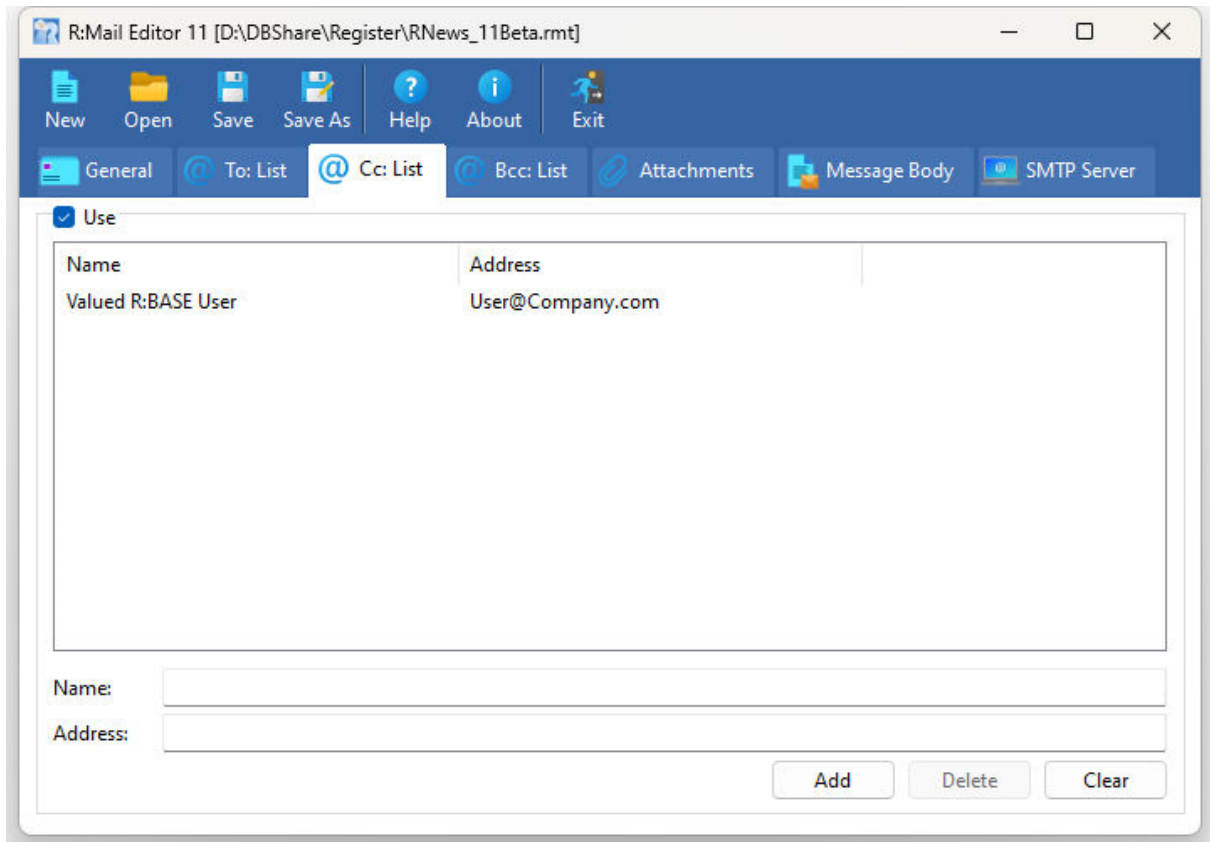 R:Mail Editor 11 [D:\DBShare\Register\RNews_11Beta.rmt]
New Open Save Save As Help About Exit
General To: List Cc: List Bcc: List Attachments Message Body SMTP Server
Use
Name Address
Valued R:BASE User User@Company.com
Name:
Address:
Add Delete Clear